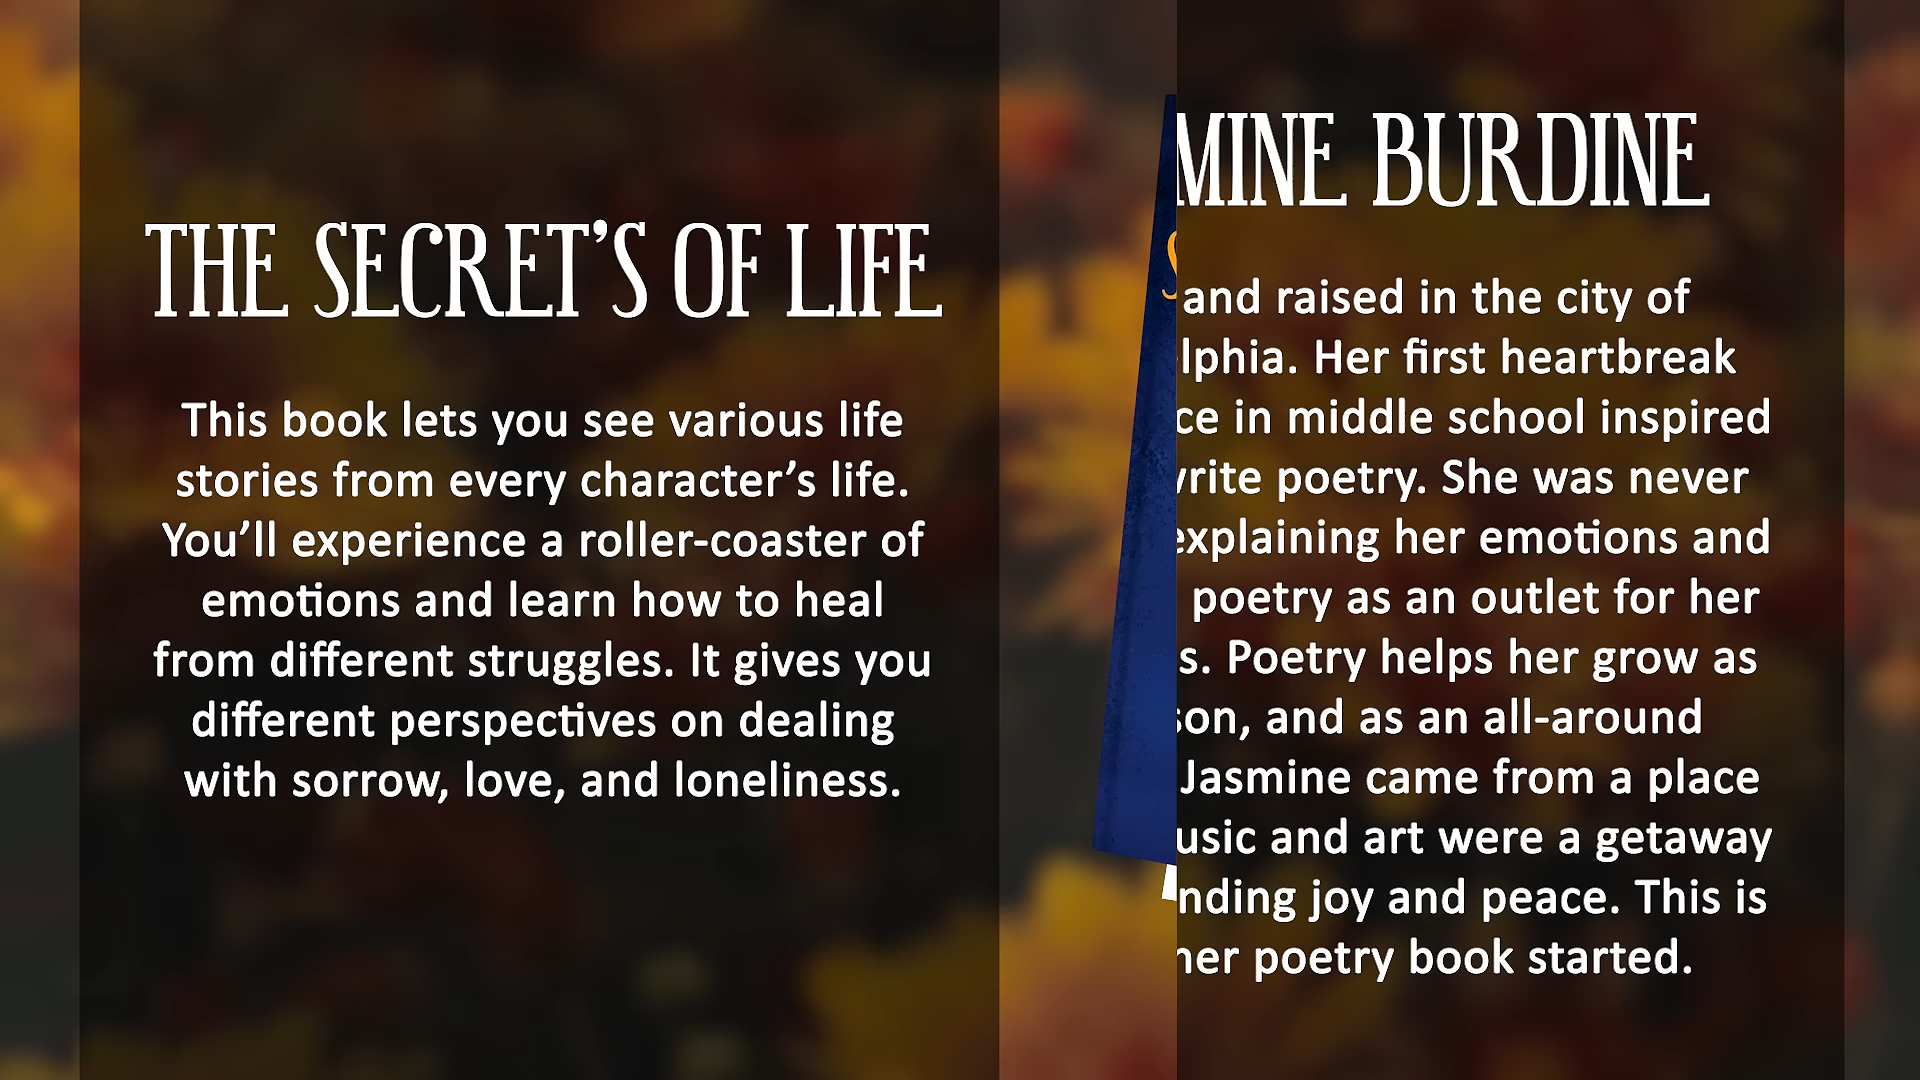 THE SECRET’S OF LIFE
This book lets you see various life
stories from every character’s life.
You’ll experience a roller-coaster of
emotions and learn how to heal
from different struggles. It gives you
different perspectives on dealing
with sorrow, love, and loneliness.
MINE BURDINE
and raised in the city of
lphia. Her first heartbreak
ce in middle school inspired
write poetry. She was never
explaining her emotions and
poetry as an outlet for her
s. Poetry helps her grow as
son, and as an all-around
Jasmine came from a place
usic and art were a getaway
nding joy and peace. This is
her poetry book started.